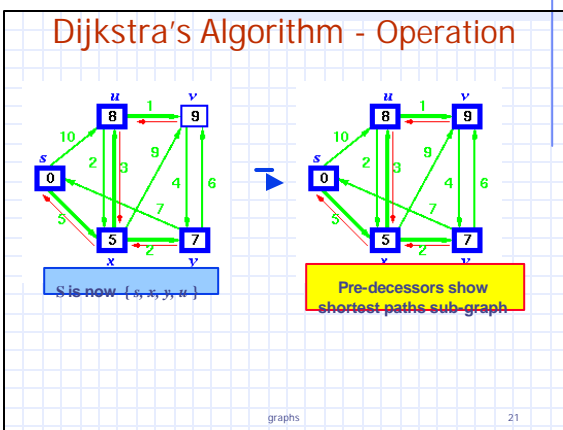 Dijkstra's Algorithm - Operation
u v
8 1 9
10 9
s 2 3
0 4 6
7
5
5 2 7
x y
S is now { s, x, y, u }
u v
8 1 9
10 9
s 2 3
0 4 6
7
5
5 2 7
x y
Pre-decessors show
shortest paths sub-graph
graphs 21